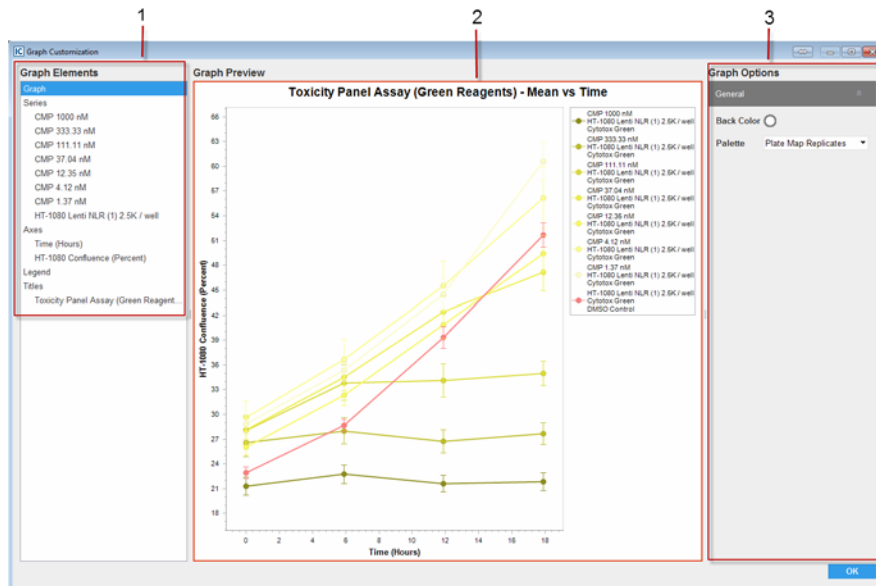 1
2
3
IC Graph Customization
Graph Elements
Graph
Series
CMP 1000 nM
CMP 333.33 nM
CMP 111.11 nM
CMP 37.04 nM
CMP 12.35 nM
CMP 4.12 nM
CMP 1.37 nM
HT-1080 Lenti NLR (1) 2.5K / well
Axes
Time (Hours)
HT-1080 Confluence (Percent)
Legend
Titles
Toxicity Panel Assay (Green Reagent...
Graph Preview
Toxicity Panel Assay (Green Reagents) - Mean vs Time
HT-1080 Confluence (Percent)
66
63
60
57
54
51
48
45
42
39
36
33
30
27
24
21
18
0
2
4
6
8
10
12
14
16
18
Time (Hours)
CMP 1000 nM
HT-1080 Lenti NLR (1) 2.5K / well
Cytotox Green
CMP 333.33 nM
HT-1080 Lenti NLR (1) 2.5K / well
Cytotox Green
CMP 111.11 nM
HT-1080 Lenti NLR (1) 2.5K / well
Cytotox Green
CMP 37.04 nM
HT-1080 Lenti NLR (1) 2.5K / well
Cytotox Green
CMP 12.35 nM
HT-1080 Lenti NLR (1) 2.5K / well
Cytotox Green
CMP 4.12 nM
HT-1080 Lenti NLR (1) 2.5K / well
Cytotox Green
CMP 1.37 nM
HT-1080 Lenti NLR (1) 2.5K / well
Cytotox Green
HT-1080 Lenti NLR (1) 2.5K / well
Cytotox Green
DMSO Control
Graph Options
General
Back Color
Palette Plate Map Replicates
OK